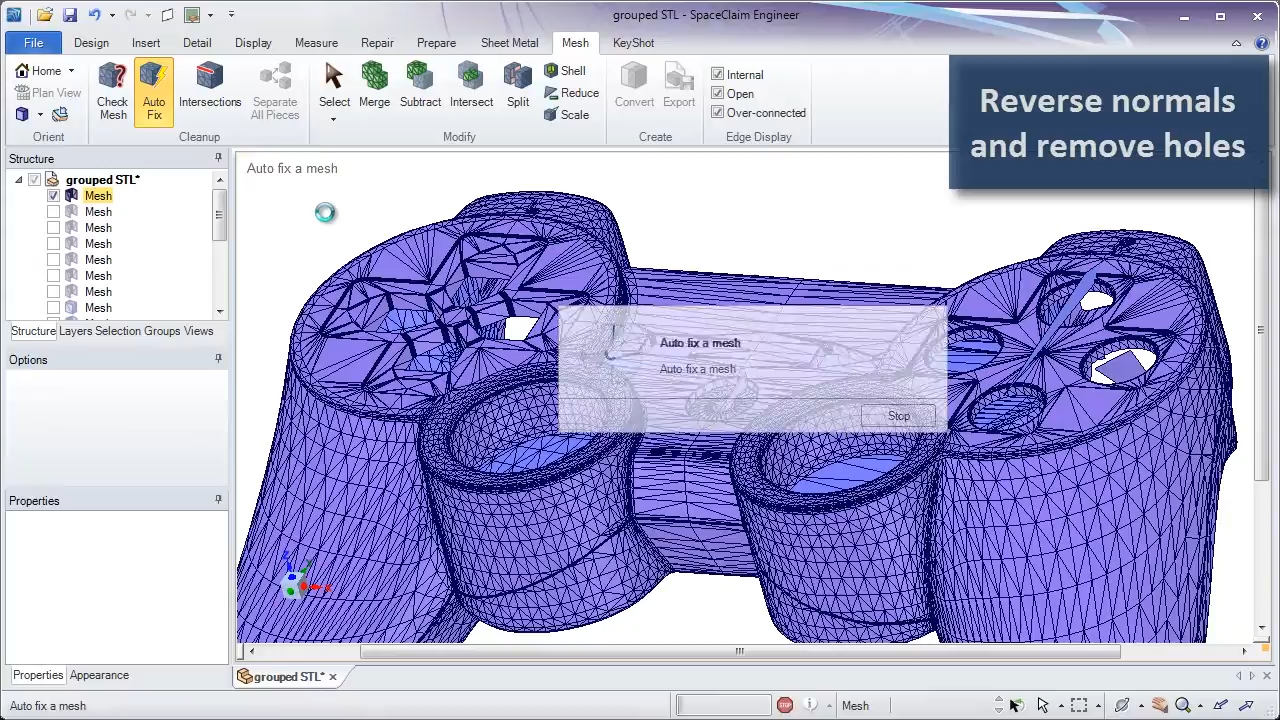 grouped STL - SpaceClaim Engineer
File Design Insert Detail Display Measure Repair Prepare Sheet Metal Mesh KeyShot
Home
Plan View
Orient
Check Mesh
Auto Fix
Intersections
Separate All Pieces
Cleanup
Select
Merge
Subtract
Intersect
Split
Shell
Reduce
Scale
Modify
Convert
Export
Create
Internal
Open
Over-connected
Edge Display
Reverse normals
and remove holes
Structure
grouped STL*
Mesh
Mesh
Mesh
Mesh
Mesh
Mesh
Mesh
Mesh
Structure Layers Selection Groups Views
Options
Properties
Properties Appearance
Auto fix a mesh
Auto fix a mesh
Auto fix a mesh
Stop
grouped STL*
Auto fix a mesh
STOP
Mesh